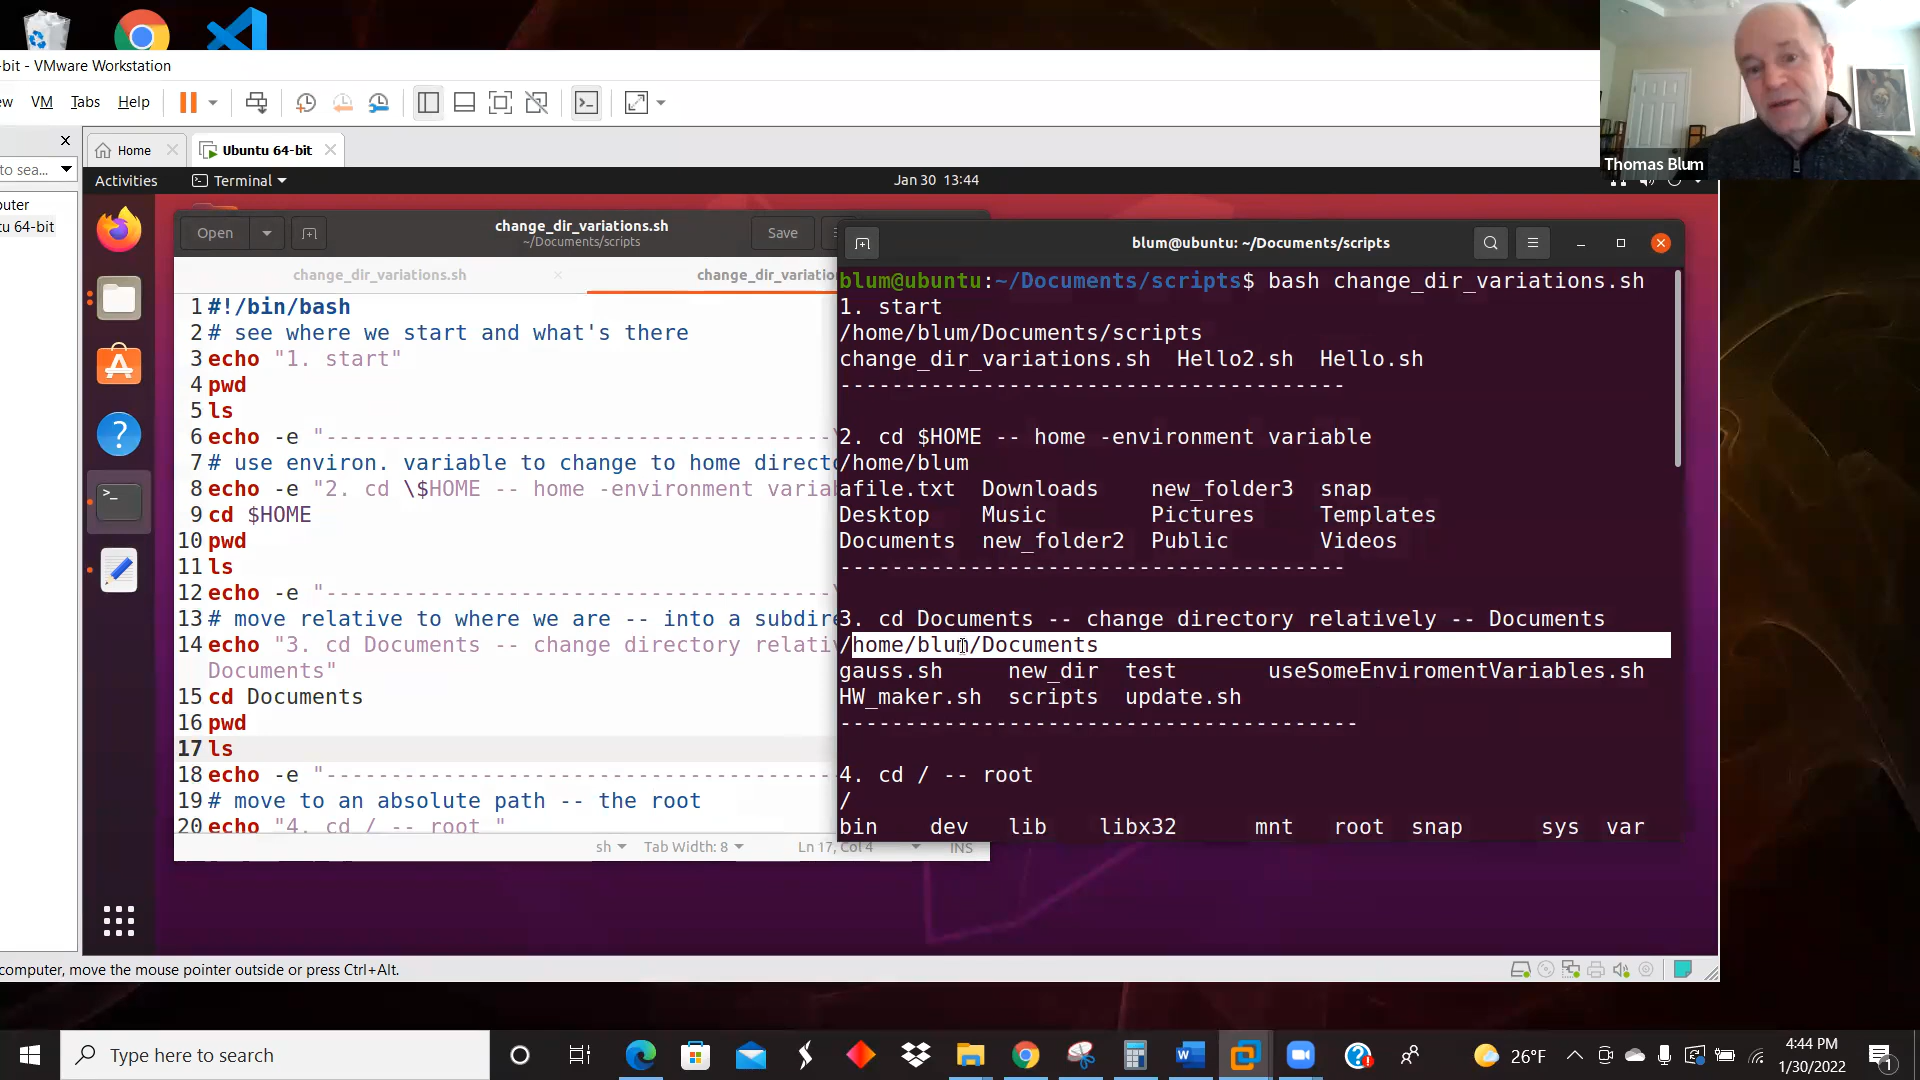 -bit - VMware Workstation
ew VM Tabs Help
Thomas Blum
to sea...
Home
Ubuntu 64-bit
puter
tu 64-bit
Activities
Terminal
Jan 30 13:44
Open
change_dir_variations.sh
~/Documents/scripts
Save
change_dir_variations.sh
change_dir_variatio
1 #!/bin/bash
2 # see where we start and what's there
3 echo "1. start"
4 pwd
5 ls
6 echo -e "---------------------------------------\
7 # use environ. variable to change to home directo
8 echo -e "2. cd \$HOME -- home -environment variab
9 cd $HOME
10 pwd
11 ls
12 echo -e "---------------------------------------\
13 # move relative to where we are -- into a subdire
14 echo "3. cd Documents -- change directory relativ
Documents"
15 cd Documents
16 pwd
17 ls
18 echo -e "---------------------------------------
19 # move to an absolute path -- the root
20 echo "4. cd / -- root "
sh Tab Width: 8 Ln 17, Col 4 INS
blum@ubuntu: ~/Documents/scripts
blum@ubuntu:~/Documents/scripts$ bash change_dir_variations.sh
1. start
/home/blum/Documents/scripts
change_dir_variations.sh Hello2.sh Hello.sh
---------------------------------------
2. cd $HOME -- home -environment variable
/home/blum
afile.txt Downloads new_folder3 snap
Desktop Music Pictures Templates
Documents new_folder2 Public Videos
---------------------------------------
3. cd Documents -- change directory relatively -- Documents
/home/blum/Documents
gauss.sh new_dir test useSomeEnviromentVariables.sh
HW_maker.sh scripts update.sh
----------------------------------------
4. cd / -- root
/
bin dev lib libx32 mnt root snap sys var
computer, move the mouse pointer outside or press Ctrl+Alt.
Type here to search
26°F
4:44 PM
1/30/2022
1